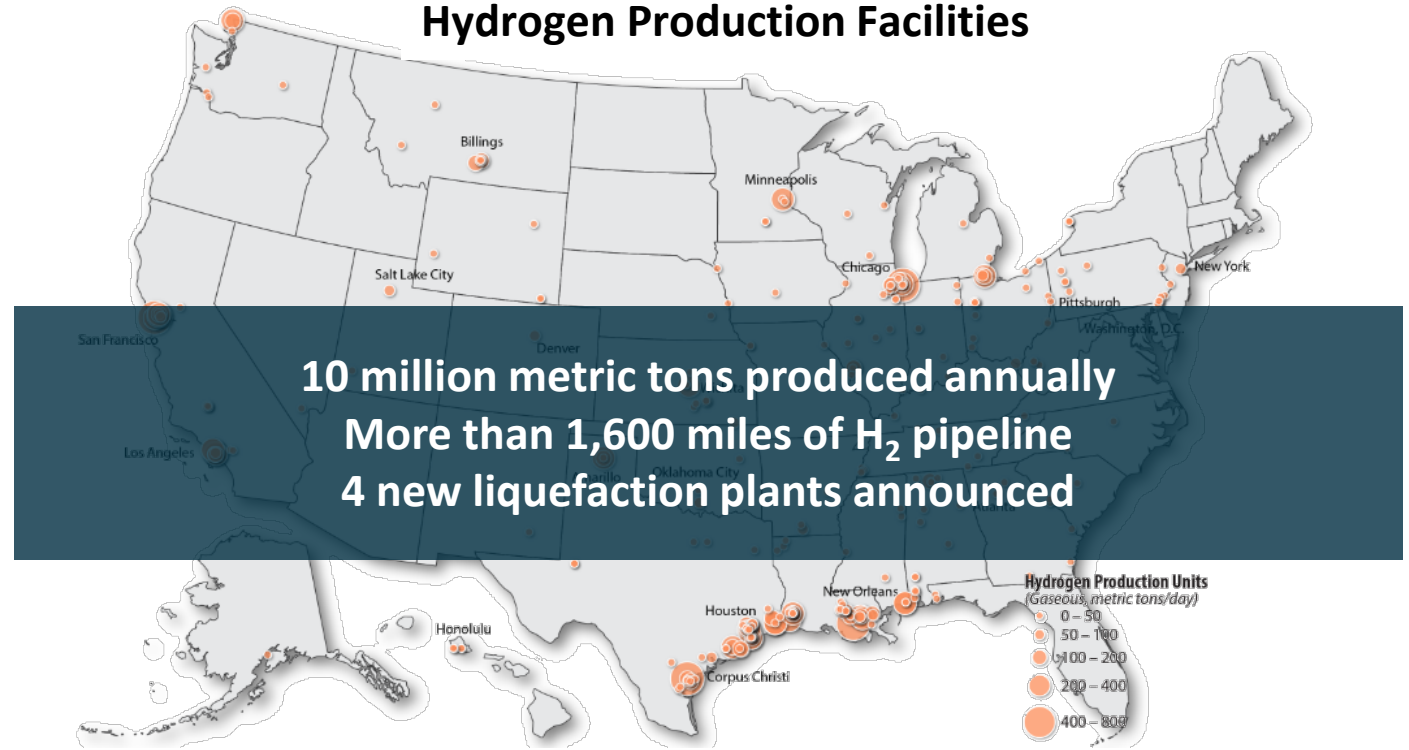 Hydrogen Production Facilities
Billings
Minneapolis
Salt Lake City
Chicago
New York
Pittsburgh
Washington, D.C.
San Francisco
Denver
10 million metric tons produced annually
More than 1,600 miles of H₂ pipeline
Los Angeles
Oklahoma City
4 new liquefaction plants announced
Atlanta
Hydrogen Production Units
(Gaseous, metric tons/day)
New Orleans
Houston
0 – 50
Honolulu
50 – 100
100 – 200
Corpus Christi
200 – 400
400 – 800